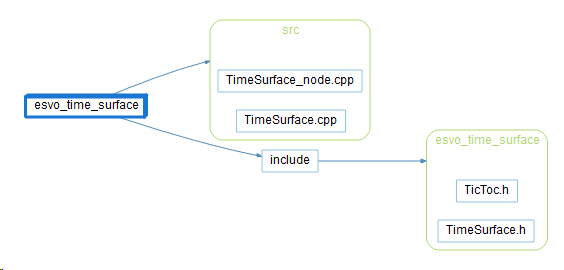 src
TimeSurface_node.cpp
esvo_time_surface
TimeSurface.cpp
include
esvo_time_surface
TicToc.h
TimeSurface.h